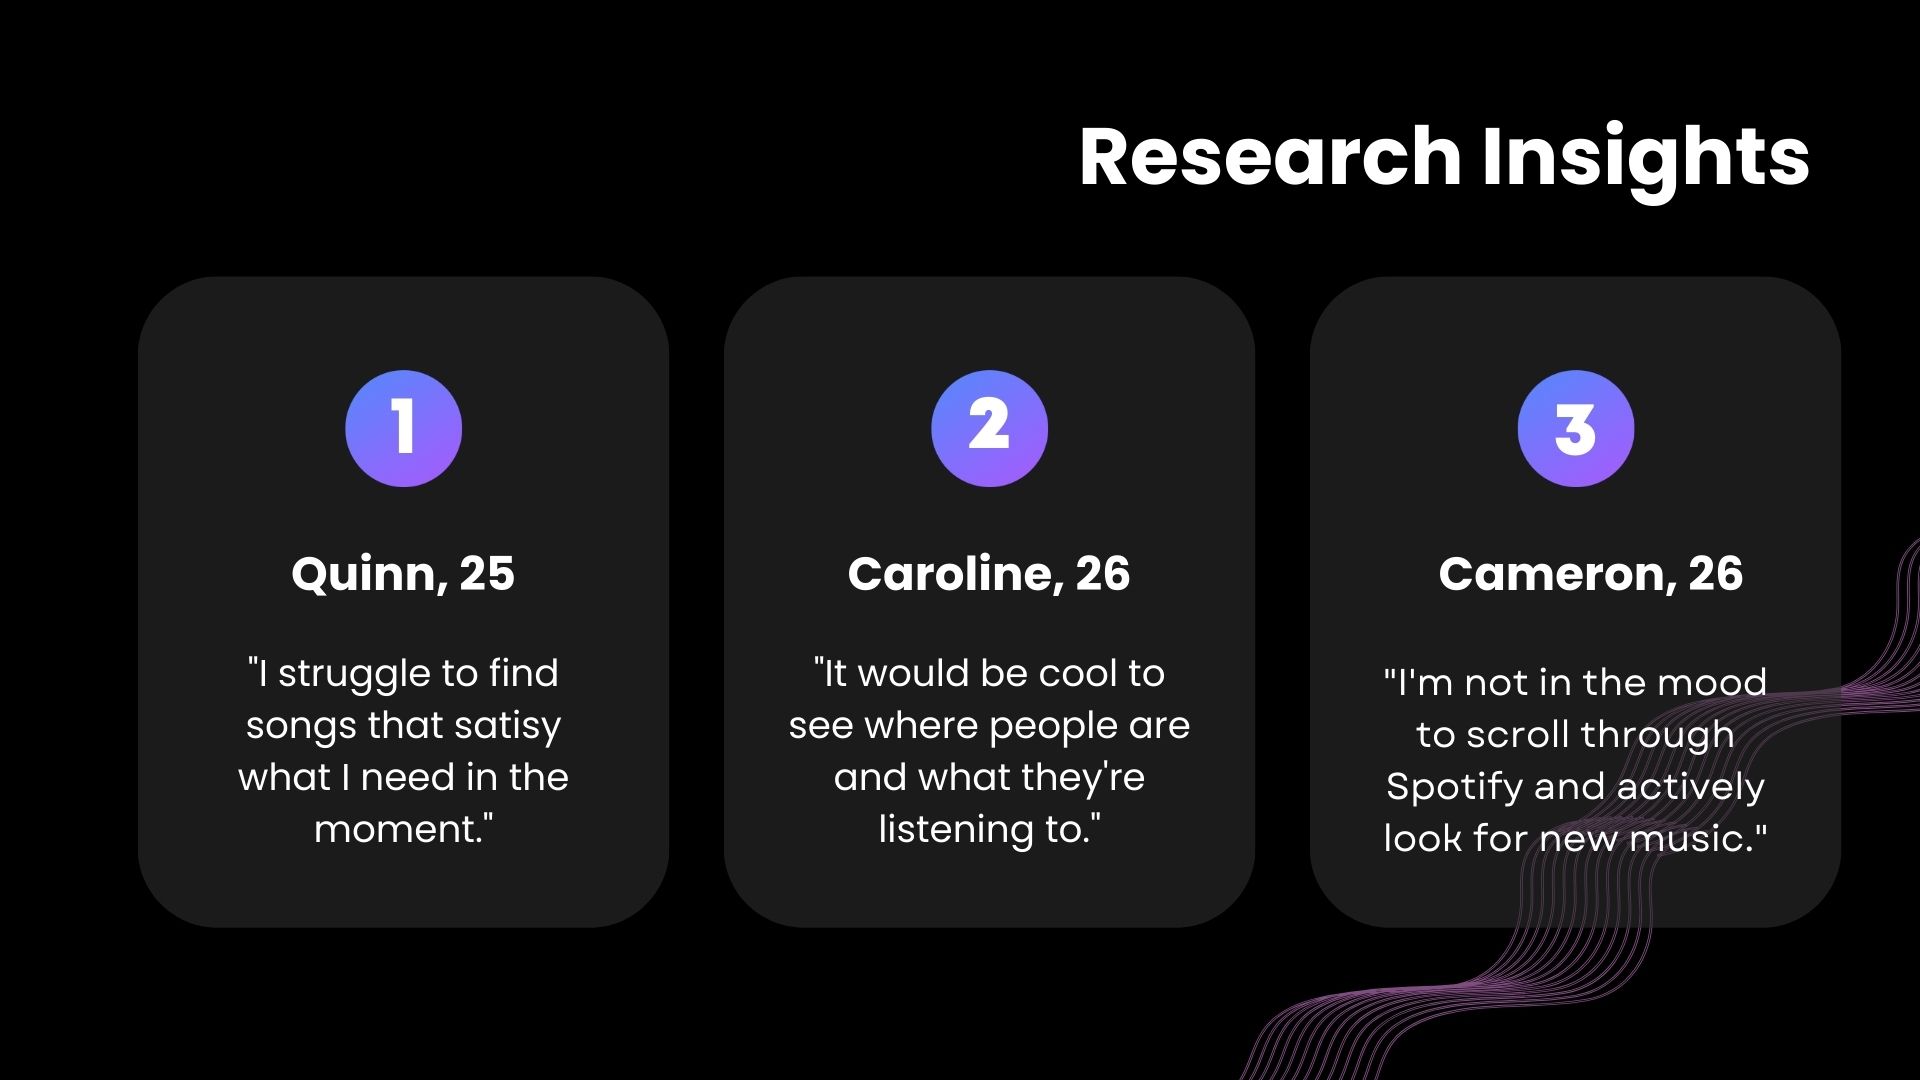 Research Insights
1
Quinn, 25
"I struggle to find
songs that satisy
what I need in the
moment."
2
Caroline, 26
"It would be cool to
see where people are
and what they're
listening to."
3
Cameron, 26
"I'm not in the mood
to scroll through
Spotify and actively
look for new music."